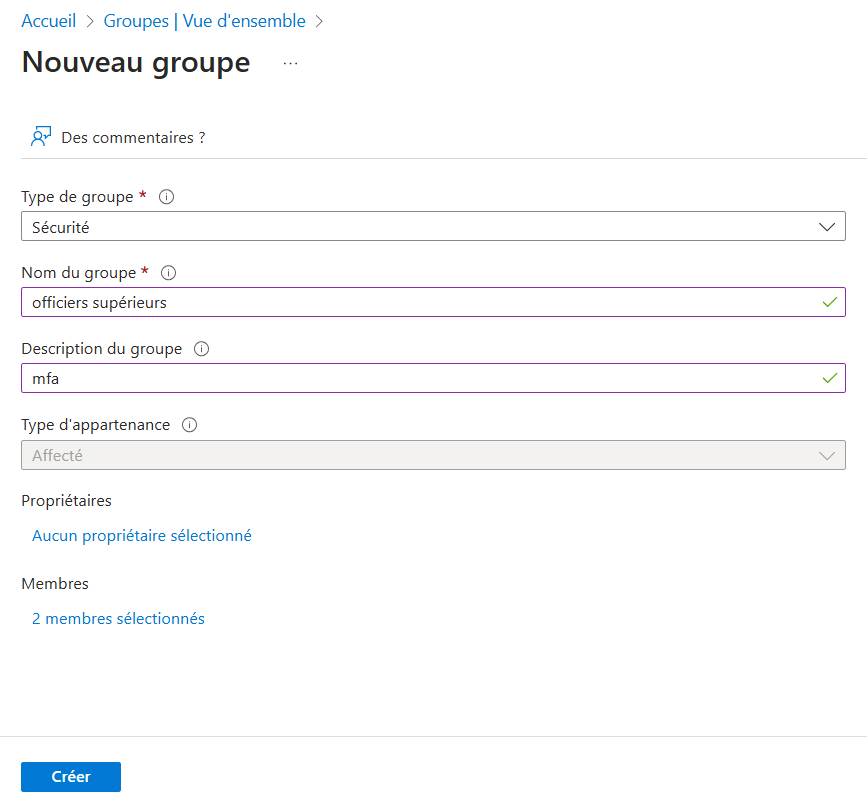 Accueil > Groupes | Vue d'ensemble >
Nouveau groupe ...
Des commentaires ?
Type de groupe *
Sécurité
Nom du groupe *
officiers supérieurs
Description du groupe
mfa
Type d'appartenance
Affecté
Propriétaires
Aucun propriétaire sélectionné
Membres
2 membres sélectionnés
Créer